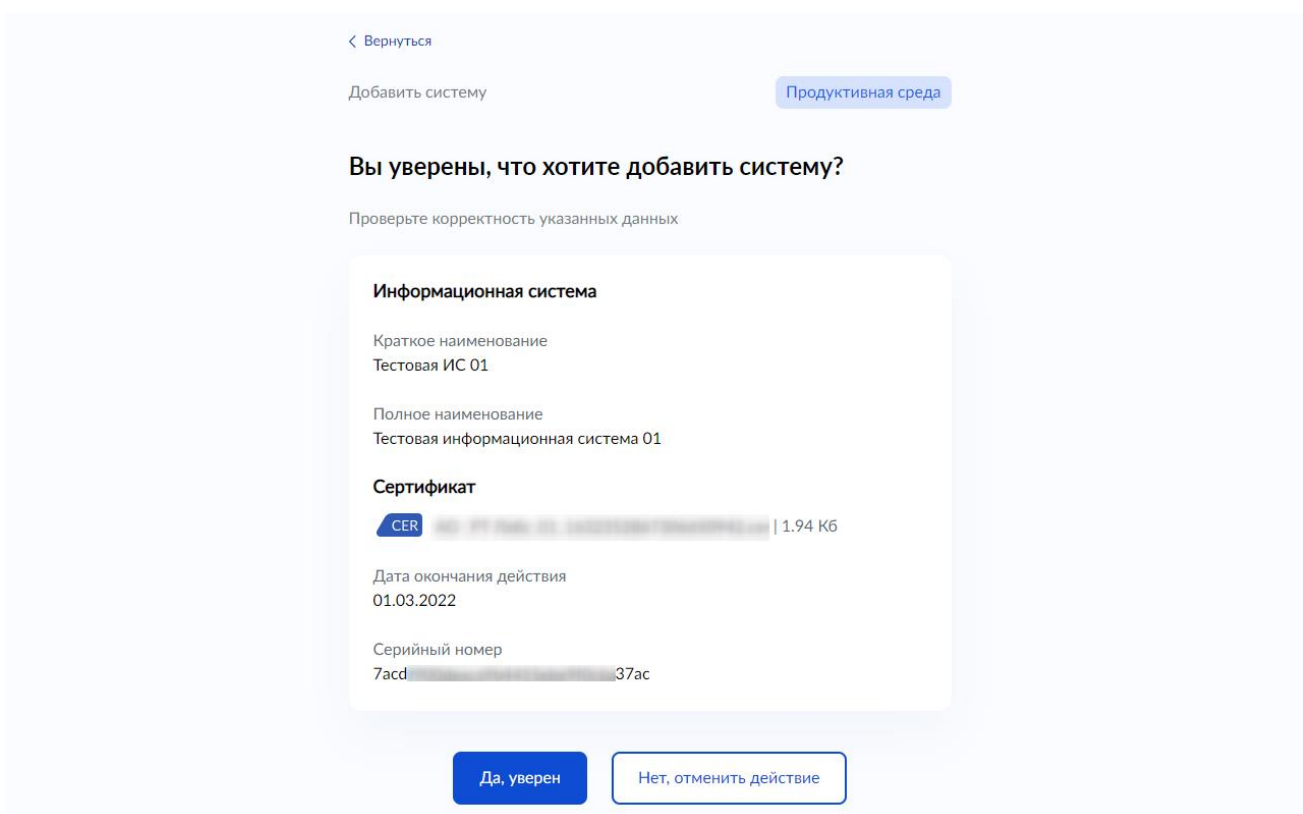 Вернуться
Добавить систему
Продуктивная среда
Вы уверены, что хотите добавить систему?
Проверьте корректность указанных данных
Информационная система
Краткое наименование
Тестовая ИС 01
Полное наименование
Тестовая информационная система 01
Сертификат
CER | 1.94 Кб
Дата окончания действия
01.03.2022
Серийный номер
7acd 37ac
Да, уверен
Нет, отменить действие